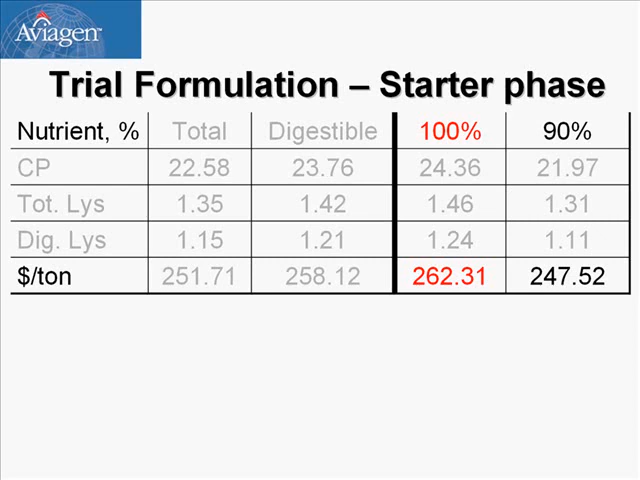 Aviagen™
Trial Formulation – Starter phase
Nutrient, % Total Digestible 100% 90%
CP 22.58 23.76 24.36 21.97
Tot. Lys 1.35 1.42 1.46 1.31
Dig. Lys 1.15 1.21 1.24 1.11
$/ton 251.71 258.12 262.31 247.52